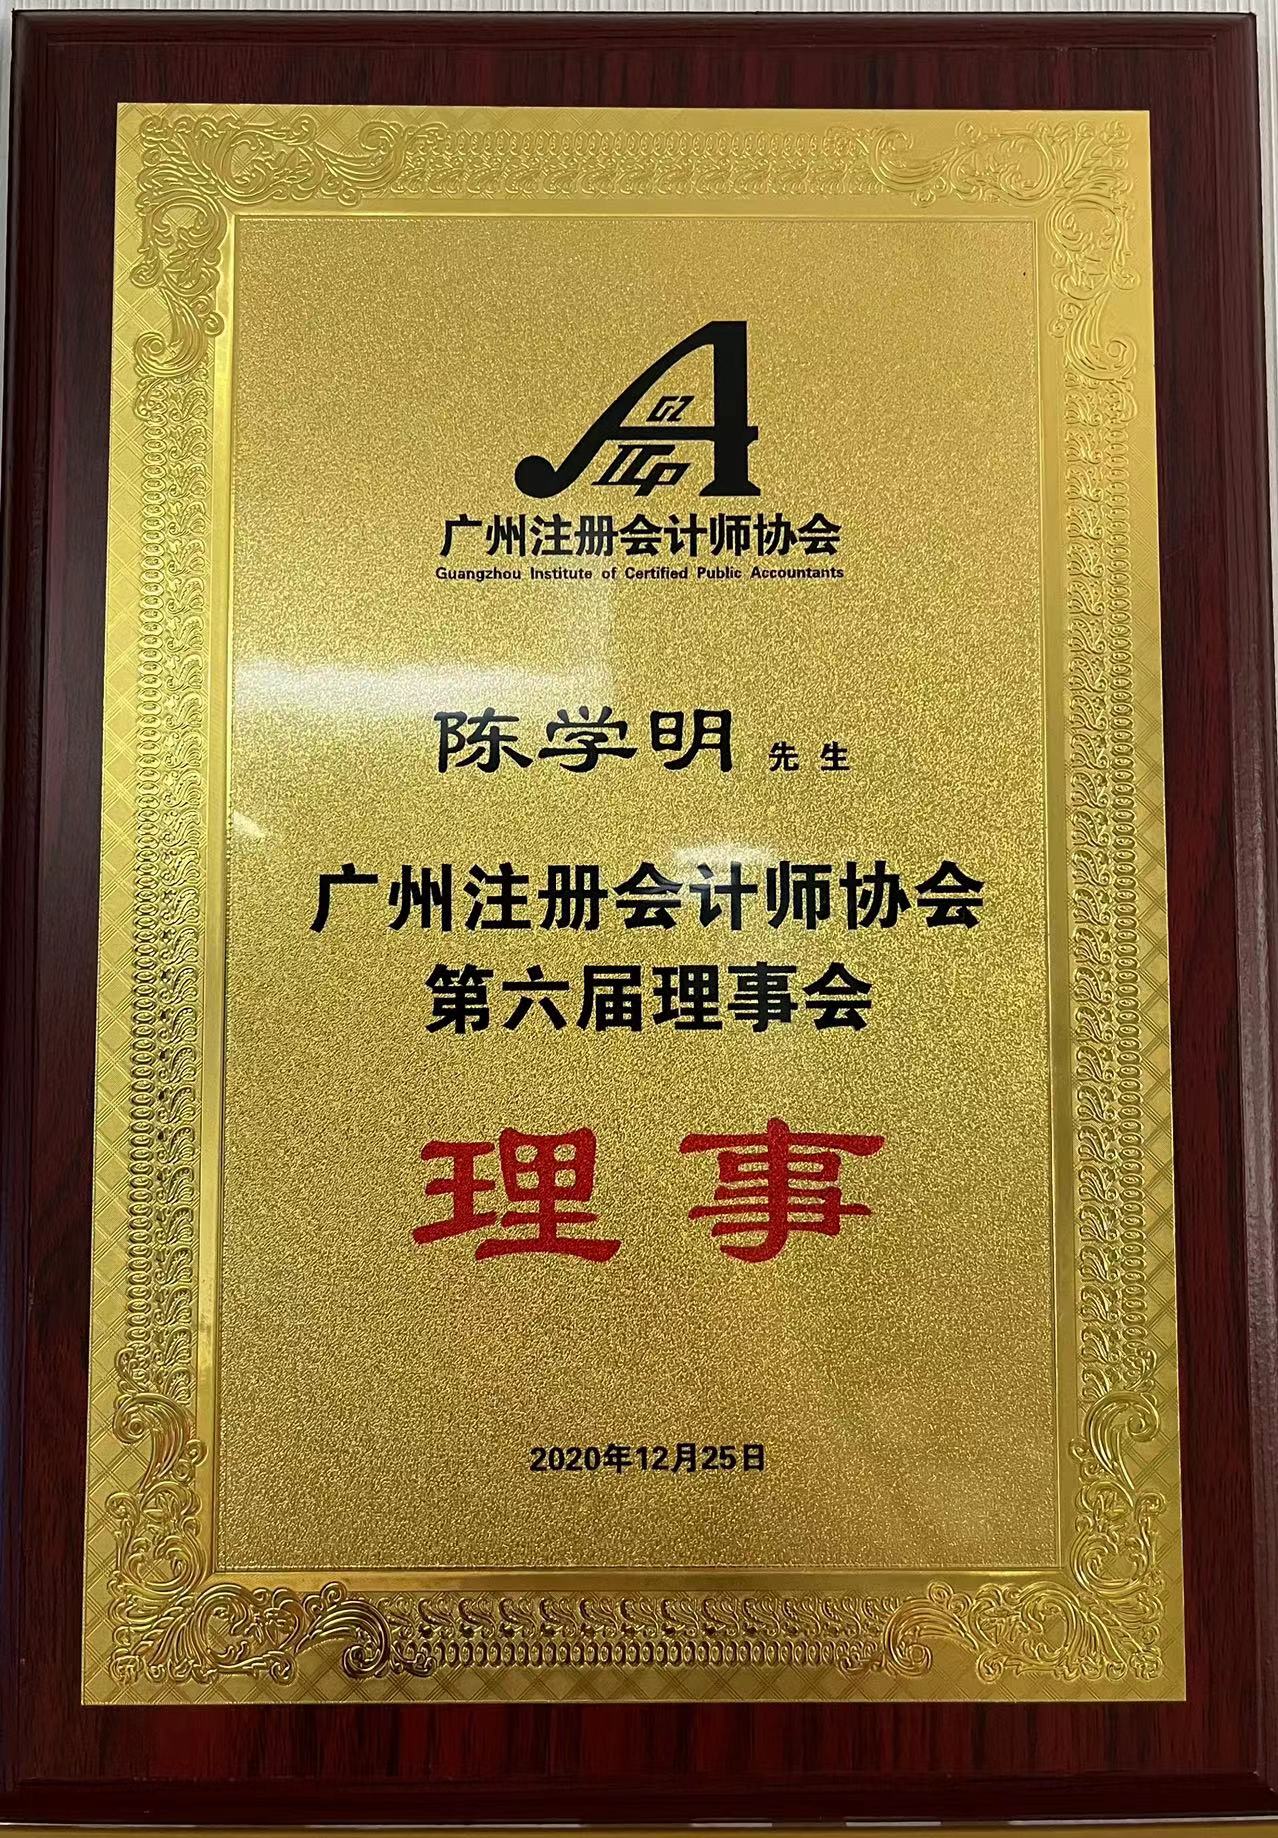 GZ
ICP
广州注册会计师协会
Guangzhou Institute of Certified Public Accountants
陈学明 先生
广州注册会计师协会
第六届理事会
理事
2020年12月25日